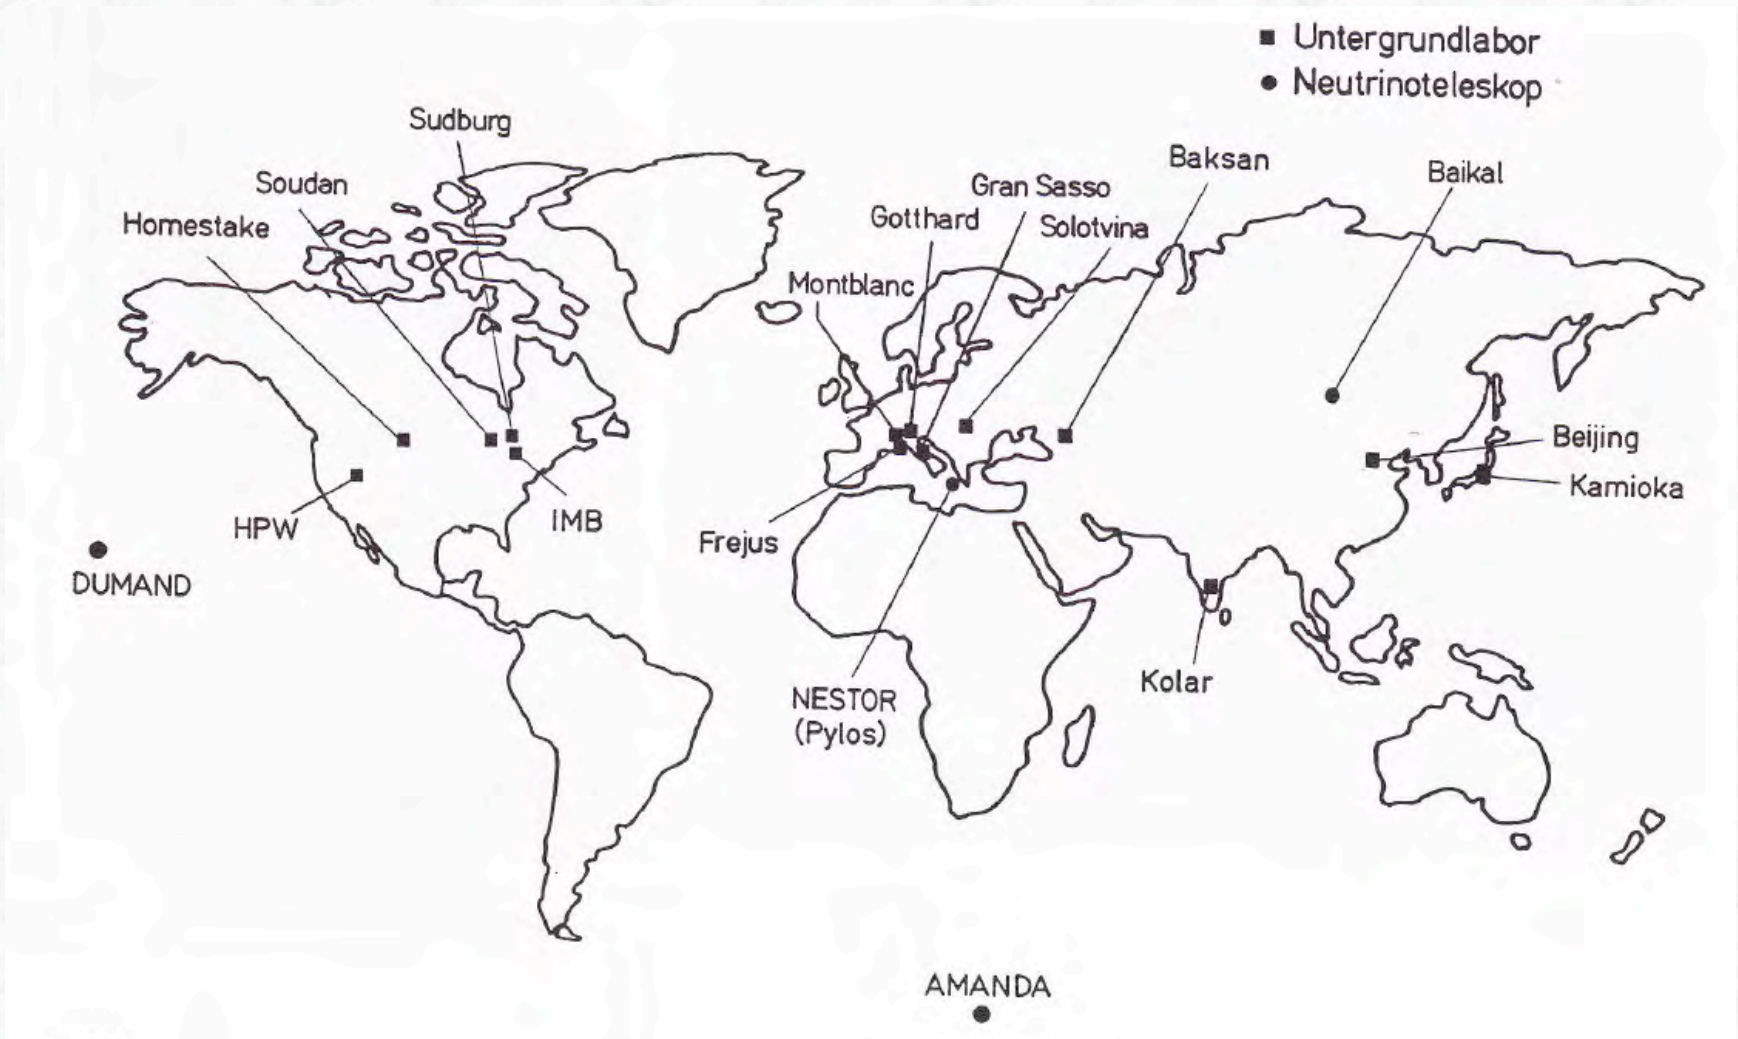 Untergrundlabor
Neutrinoteleskop
Sudburg
Soudan
Homestake
Baksan
Baikal
Gran Sasso
Gotthard
Solotvina
Montblanc
Beijing
Kamioka
HPW
IMB
Frejus
DUMAND
Kolar
NESTOR
(Pylos)
AMANDA